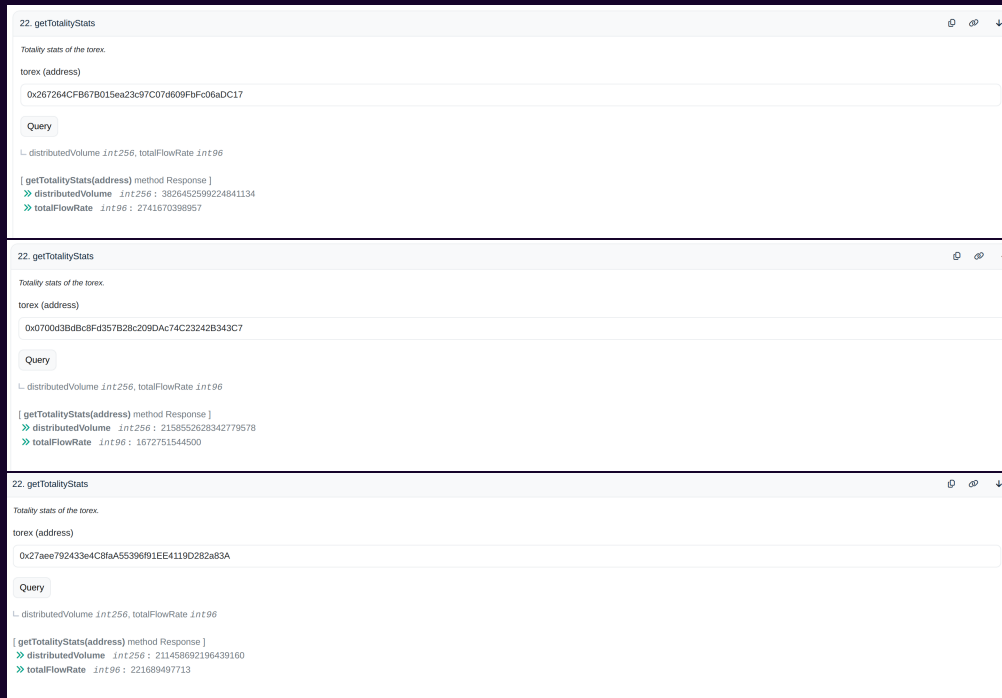 22. getTotalityStats
Totality stats of the torex.
torex (address)
0x267264CFB67B015ea23c97C07d609FbFc06aDC17
Query
distributedVolume int256, totalFlowRate int96
[ getTotalityStats(address) method Response ]
distributedVolume int256 : 3826452599224841134
totalFlowRate int96 : 2741670398957
22. getTotalityStats
Totality stats of the torex.
torex (address)
0x0700d3BdBc8Fd357B28c209DAc74C23242B343C7
Query
distributedVolume int256, totalFlowRate int96
[ getTotalityStats(address) method Response ]
distributedVolume int256 : 2158552628342779578
totalFlowRate int96 : 1672751544500
22. getTotalityStats
Totality stats of the torex.
torex (address)
0x27aee792433e4C8faA55396f91EE4119D282a83A
Query
distributedVolume int256, totalFlowRate int96
[ getTotalityStats(address) method Response ]
distributedVolume int256 : 211458692196439160
totalFlowRate int96 : 221689497713